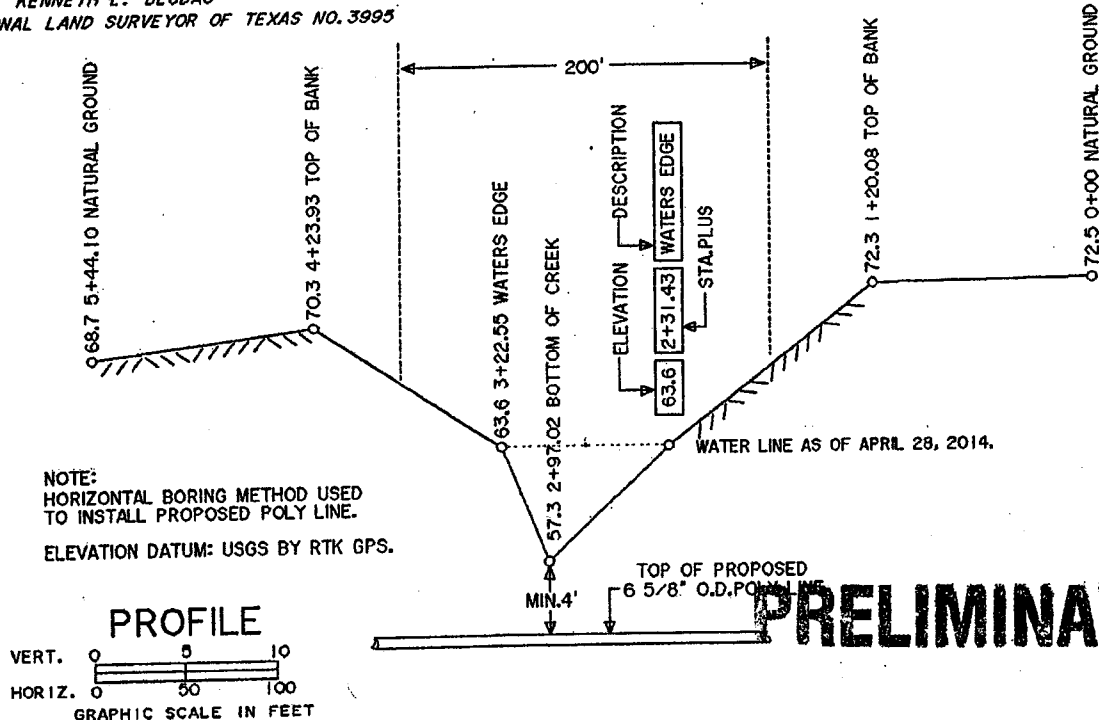 NAL LAND SURVEYOR OF TEXAS NO. 3995
200'
68.7 5+44.10 NATURAL GROUND
70.3 4+23.93 TOP OF BANK
63.6 3+22.55 WATERS EDGE
57.3 2+97.02 BOTTOM OF CREEK
ELEVATION
DESCRIPTION
63.6 2+31.43 WATERS EDGE
STA.PLUS
72.3 1+20.08 TOP OF BANK
72.5 0+00 NATURAL GROUND
WATER LINE AS OF APRIL 28, 2014.
NOTE:
HORIZONTAL BORING METHOD USED
TO INSTALL PROPOSED POLY LINE.
ELEVATION DATUM: USGS BY RTK GPS.
MIN.4'
TOP OF PROPOSED
6 5/8" O.D.POLY LINE
PRELIMINA
PROFILE
VERT. 0 5 10
HORIZ. 0 50 100
GRAPHIC SCALE IN FEET